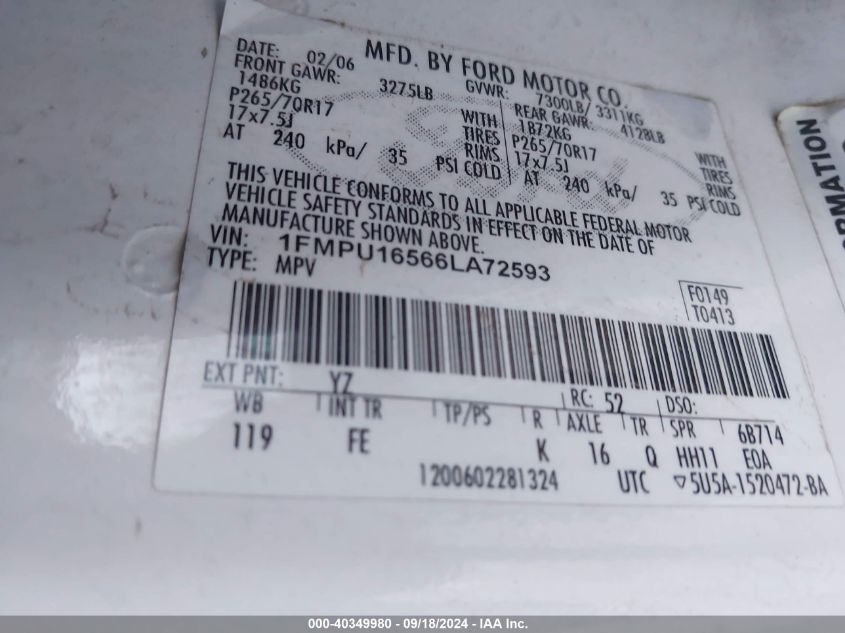 DATE: 02/06 MFD. BY FORD MOTOR CO.
FRONT GAWR: 3275LB GVWR: 7300LB/ 3311KG
1486KG WITH REAR GAWR: 4128LB
P265/70R17 TIRES 1872KG WITH
17x7.5J RIMS P265/70R17 TIRES
AT 240 kPa/ 35 PSI COLD 17x7.5J RIMS
AT 240 kPa/ 35 PSI COLD
THIS VEHICLE CONFORMS TO ALL APPLICABLE FEDERAL MOTOR
VEHICLE SAFETY STANDARDS IN EFFECT ON THE DATE OF
MANUFACTURE SHOWN ABOVE.
VIN: 1FMPU16566LA72593
TYPE: MPV
F0149
T0413
EXT PNT: YZ RC: 52 DSO:
WB INT TR TP/PS R AXLE TR SPR 6B714
119 FE K 16 Q HH11 EOA
1200602281324 UTC ▽5U5A-1520472-BA
RMATION
000-40349980 - 09/18/2024 - IAA Inc.